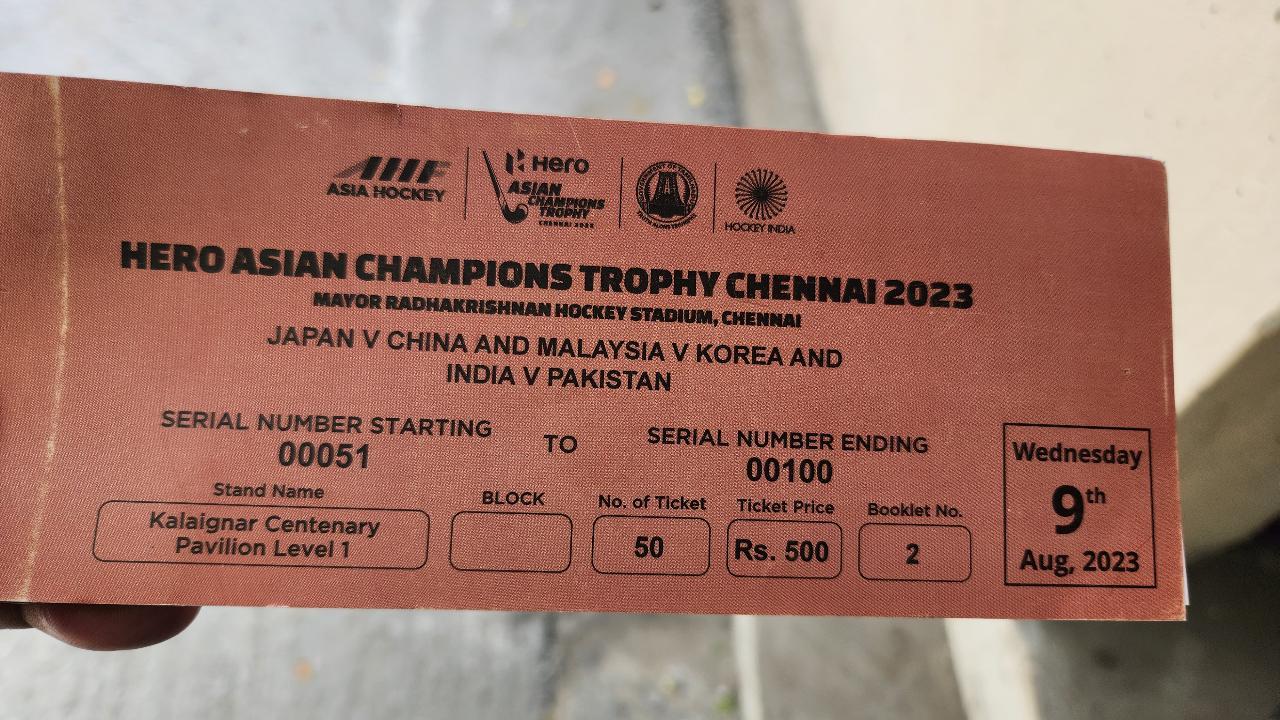 AHF
ASIA HOCKEY
Hero
ASIAN
CHAMPIONS
TROPHY
CHENNAI 2023
HOCKEY INDIA
HERO ASIAN CHAMPIONS TROPHY CHENNAI 2023
MAYOR RADHAKRISHNAN HOCKEY STADIUM, CHENNAI
JAPAN V CHINA AND MALAYSIA V KOREA AND
INDIA V PAKISTAN
SERIAL NUMBER STARTING
00051
TO
SERIAL NUMBER ENDING
00100
Stand Name
Kalaignar Centenary
Pavilion Level 1
BLOCK
No. of Ticket
50
Ticket Price
Rs. 500
Booklet No.
2
Wednesday
9th
Aug, 2023